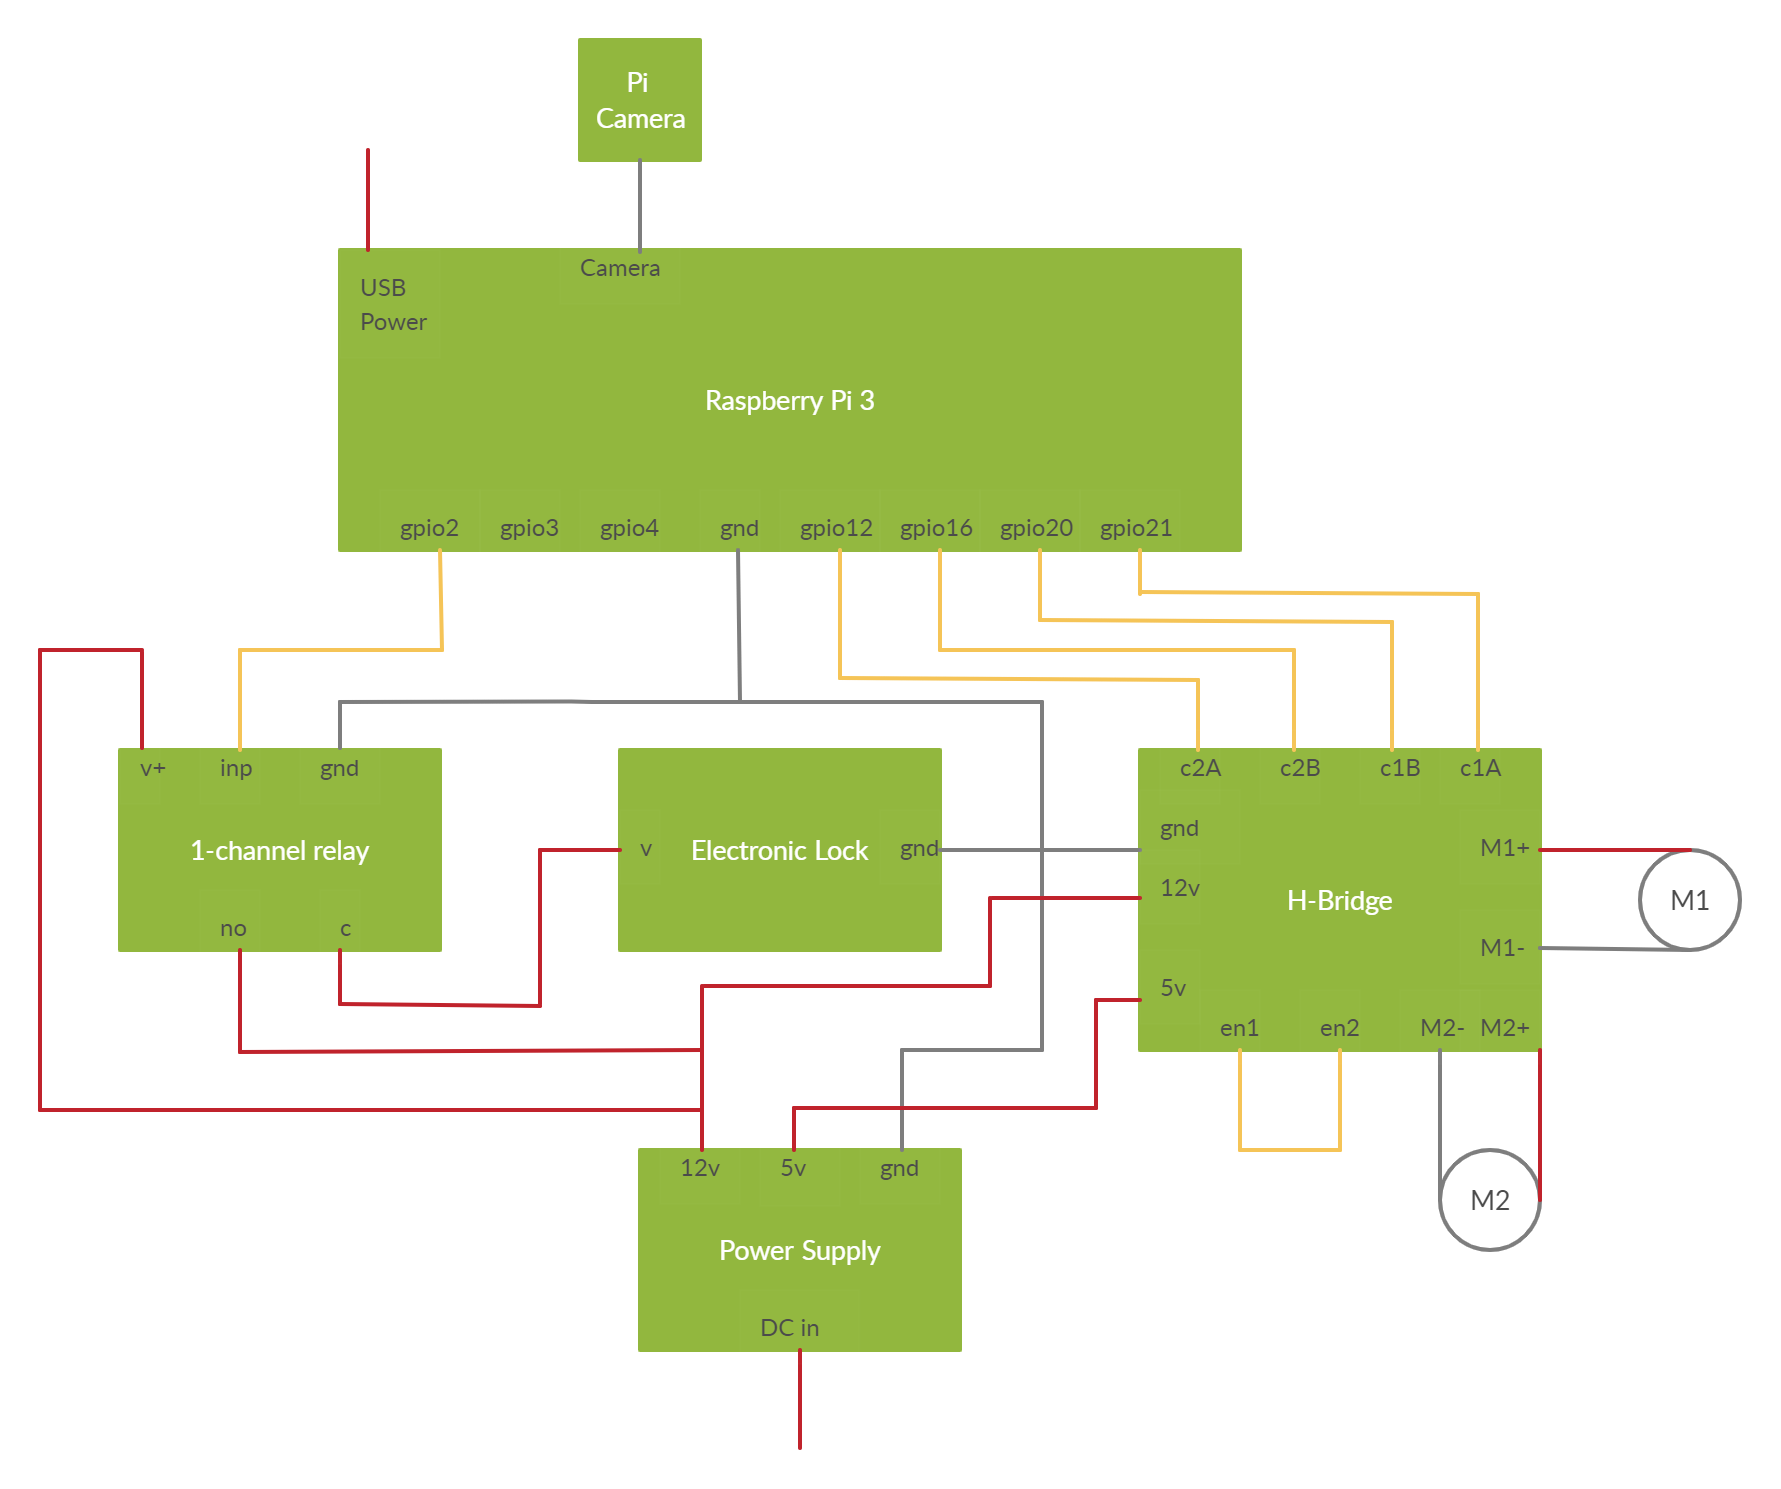 Pi
Camera
Camera
USB
Power
Raspberry Pi 3
gpio2 gpio3 gpio4 gnd gpio12 gpio16 gpio20 gpio21
v+ inp gnd
1-channel relay
no c
v Electronic Lock gnd
c2A c2B c1B c1A
gnd
M1+
12v
H-Bridge
M1-
5v
en1 en2 M2- M2+
M1
M2
12v 5v gnd
Power Supply
DC in